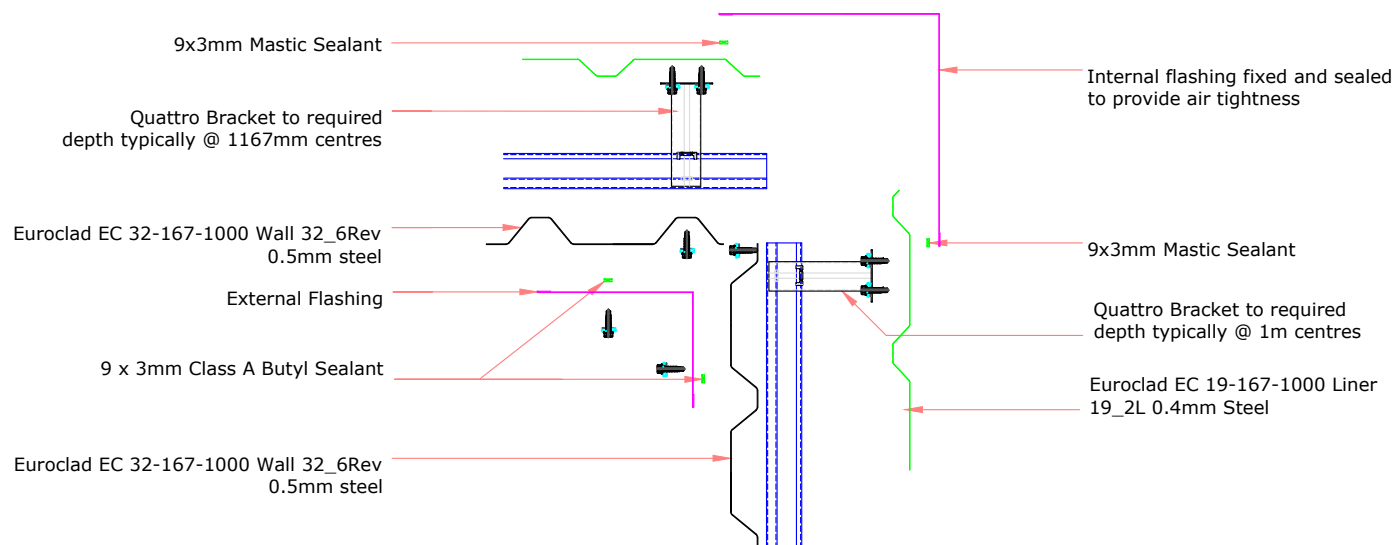 9x3mm Mastic Sealant
Quattro Bracket to required
depth typically @ 1167mm centres
Euroclad EC 32-167-1000 Wall 32_6Rev
0.5mm steel
External Flashing
9 x 3mm Class A Butyl Sealant
Euroclad EC 32-167-1000 Wall 32_6Rev
0.5mm steel
Internal flashing fixed and sealed
to provide air tightness
9x3mm Mastic Sealant
Quattro Bracket to required
depth typically @ 1m centres
Euroclad EC 19-167-1000 Liner
19_2L 0.4mm Steel